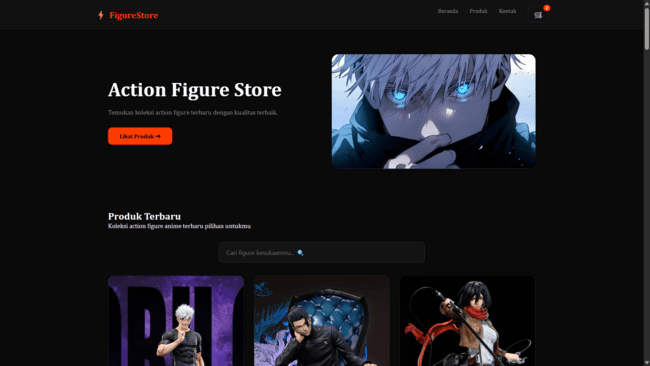 FigureStore
Beranda
Produk
Kontak
2
Action Figure Store
Temukan koleksi action figure terbaru dengan kualitas terbaik.
Lihat Produk →
Produk Terbaru
Koleksi action figure anime terbaru pilihan untukmu
Cari figure kesukaanmu...